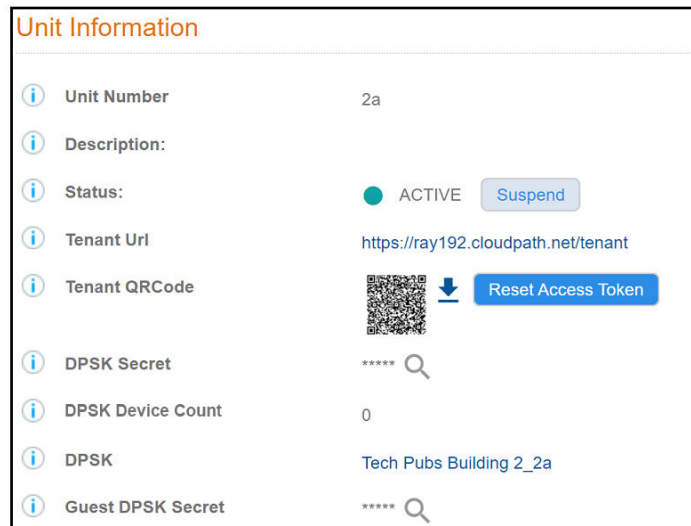 Unit Information
Unit Number 2a
Description:
Status: ACTIVE Suspend
Tenant Url https://ray192.cloudpath.net/tenant
Tenant QRCode Reset Access Token
DPSK Secret *****
DPSK Device Count 0
DPSK Tech Pubs Building 2_2a
Guest DPSK Secret *****